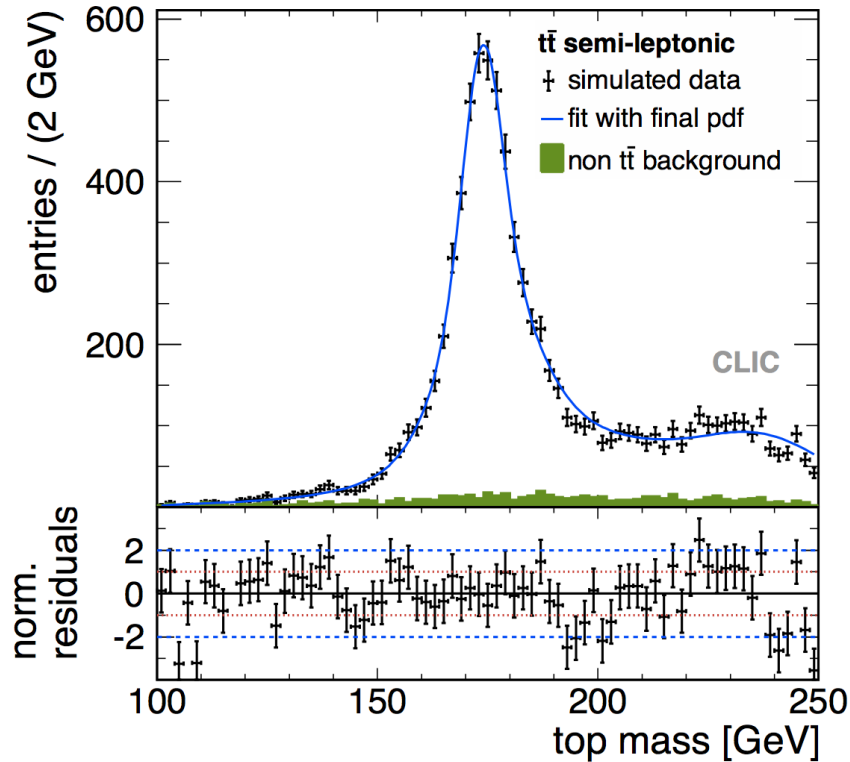 600
400
200
entries / (2 GeV)
tt̄ semi-leptonic
simulated data
fit with final pdf
non tt̄ background
CLIC
2
0
-2
norm.
residuals
100
150
200
250
top mass [GeV]